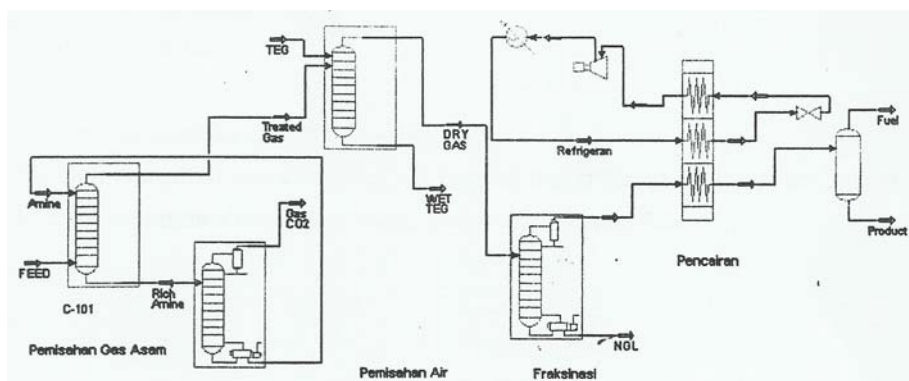 TEG
Treated
Gas
DRY
GAS
Refrigeran
Fuel
Amine
Gas
CO2
WET
TEG
Product
FEED
Rich
Amine
C-101
Pencairan
NGL
Pemisahan Gas Asam
Pemisahan Air
Fraksinasi